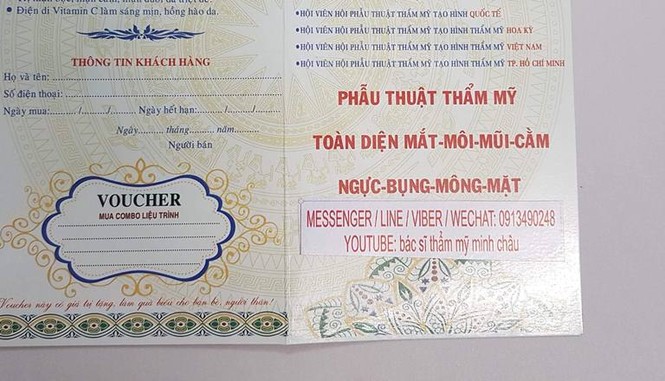 • Điện di Vitamin C làm sáng mịn, hồng hào da.
THÔNG TIN KHÁCH HÀNG
Họ và tên:
Số điện thoại:
Ngày mua:........./........./......... Ngày hết hạn:........./........./.........
Ngày......... tháng......... năm.........
Người bán
VOUCHER
MUA COMBO LIỆU TRÌNH
Voucher này có giá trị tặng, làm quà biếu cho bạn bè, người thân!
•HỘI VIÊN HỘI PHẪU THUẬT THẨM MỸ TẠO HÌNH QUỐC TẾ
•HỘI VIÊN HỘI PHẪU THUẬT THẨM MỸ TẠO HÌNH THẨM MỸ HOA KỲ
•HỘI VIÊN HỘI PHẪU THUẬT THẨM MỸ TẠO HÌNH THẨM MỸ VIỆT NAM
•HỘI VIÊN HỘI PHẪU THUẬT THẨM MỸ TẠO HÌNH THẨM MỸ TP. HỒ CHÍ MINH
PHẪU THUẬT THẨM MỸ
TOÀN DIỆN MẮT-MÔI-MŨI-CẰM
NGỰC-BỤNG-MÔNG-MẶT
MESSENGER / LINE / VIBER / WECHAT: 0913490248
YOUTUBE: bác sĩ thẩm mỹ minh châu